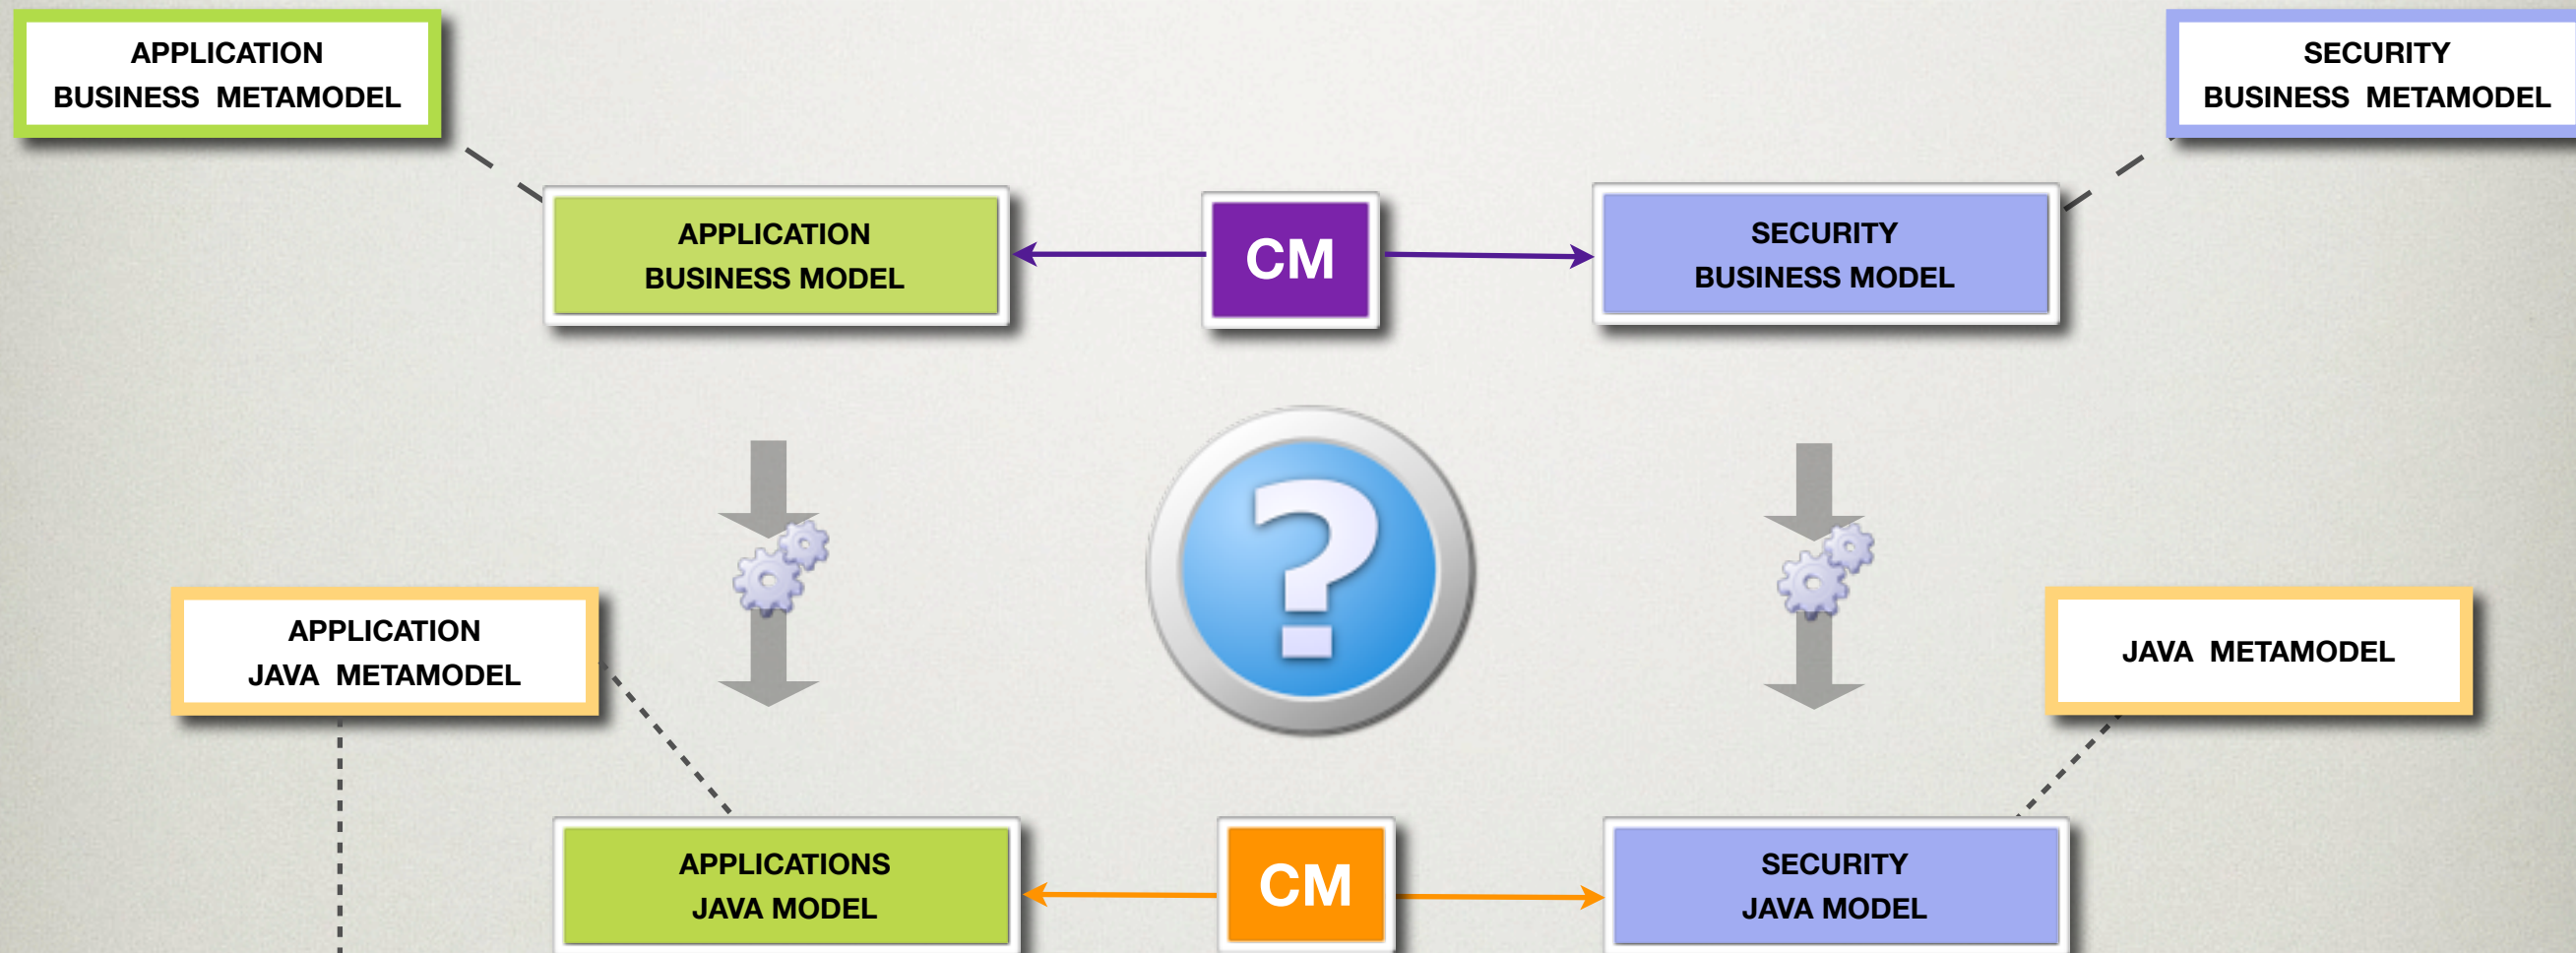 APPLICATION
BUSINESS METAMODEL
SECURITY
BUSINESS METAMODEL
APPLICATION
BUSINESS MODEL
CM
SECURITY
BUSINESS MODEL
?
APPLICATION
JAVA METAMODEL
JAVA METAMODEL
APPLICATIONS
JAVA MODEL
CM
SECURITY
JAVA MODEL